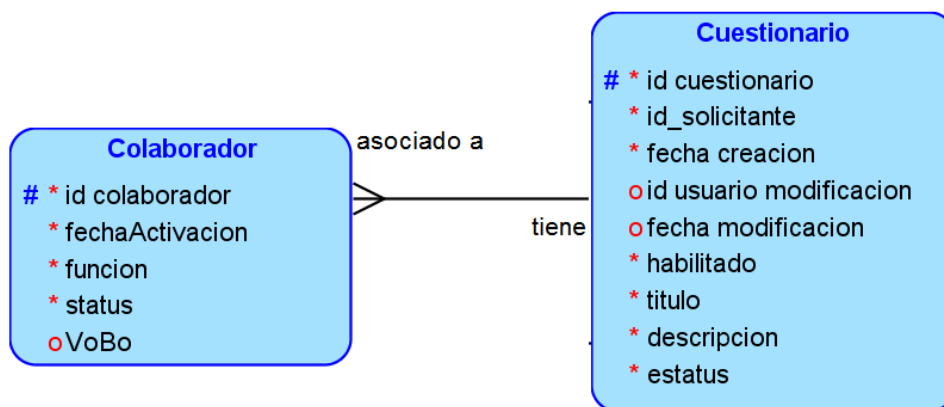 Colaborador
# * id colaborador
* fechaActivacion
* funcion
* status
o VoBo
asociado a
tiene
Cuestionario
# * id cuestionario
* id_solicitante
* fecha creacion
o id usuario modificacion
o fecha modificacion
* habilitado
* titulo
* descripcion
* estatus